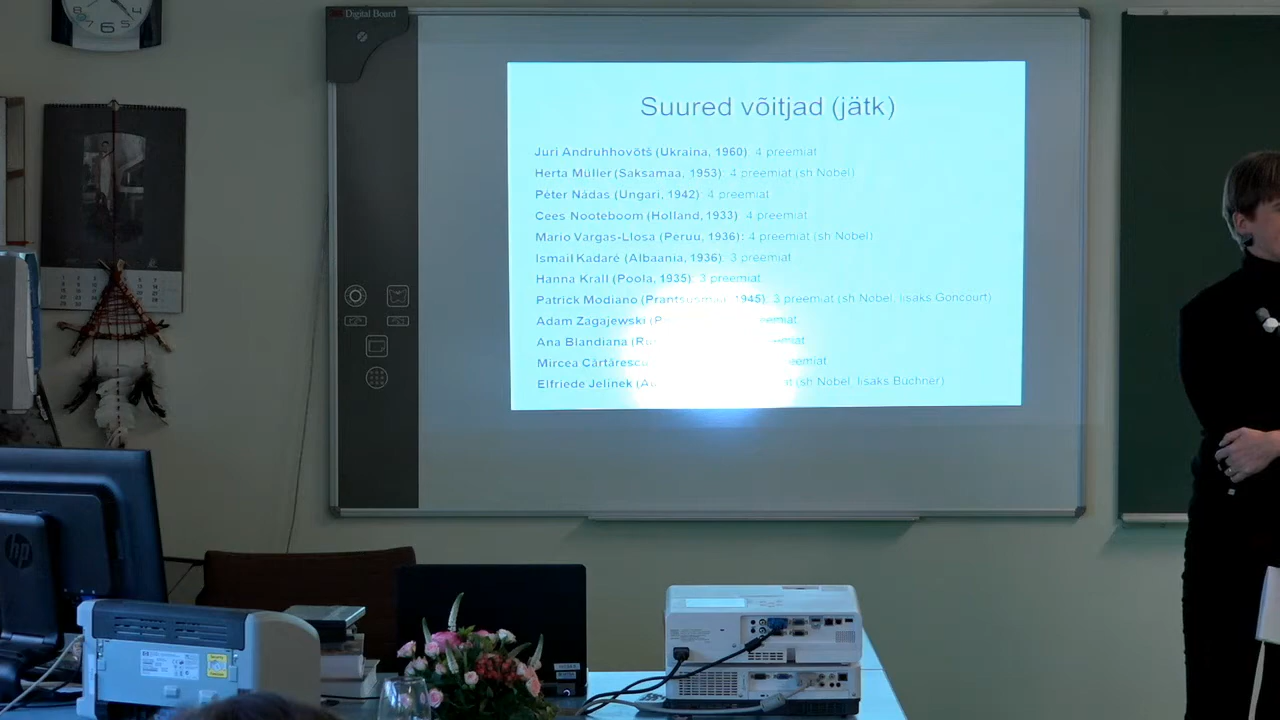 Digital Board
Suured võitjad (jätk)
Juri Andruhhovõtš (Ukraina, 1960) 4 preemiat
Herta Müller (Saksamaa, 1953) 4 preemiat (sh Nobel)
Péter Nádas (Ungari, 1942) 4 preemiat
Cees Nooteboom (Holland, 1933) 4 preemiat
Mario Vargas-Llosa (Peruu, 1936): 4 preemiat (sh Nobel)
Ismail Kadaré (Albaania, 1936): 3 preemiat
Hanna Krall (Poola, 1935) 3 preemiat
Patrick Modiano (Prantsusmaa, 1945) 3 preemiat (sh Nobel, lisaks Goncourt)
Adam Zagajewski
Ana Blandiana
Mircea Cărtărescu
Elfriede Jelinek (sh Nobel, lisaks Büchner)
hp